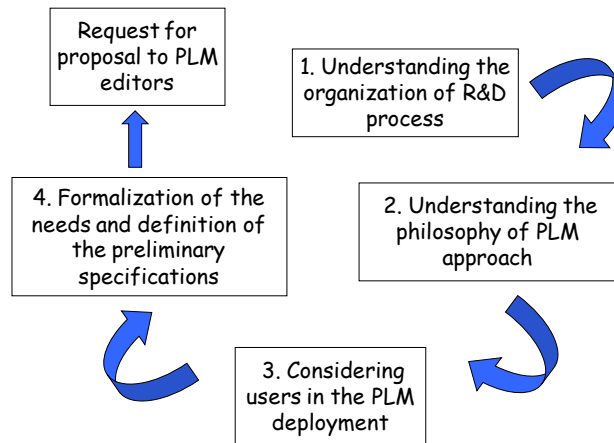 Request for
proposal to PLM
editors
1. Understanding the
organization of R&D
process
2. Understanding the
philosophy of PLM
approach
3. Considering
users in the PLM
deployment
4. Formalization of the
needs and definition of
the preliminary
specifications